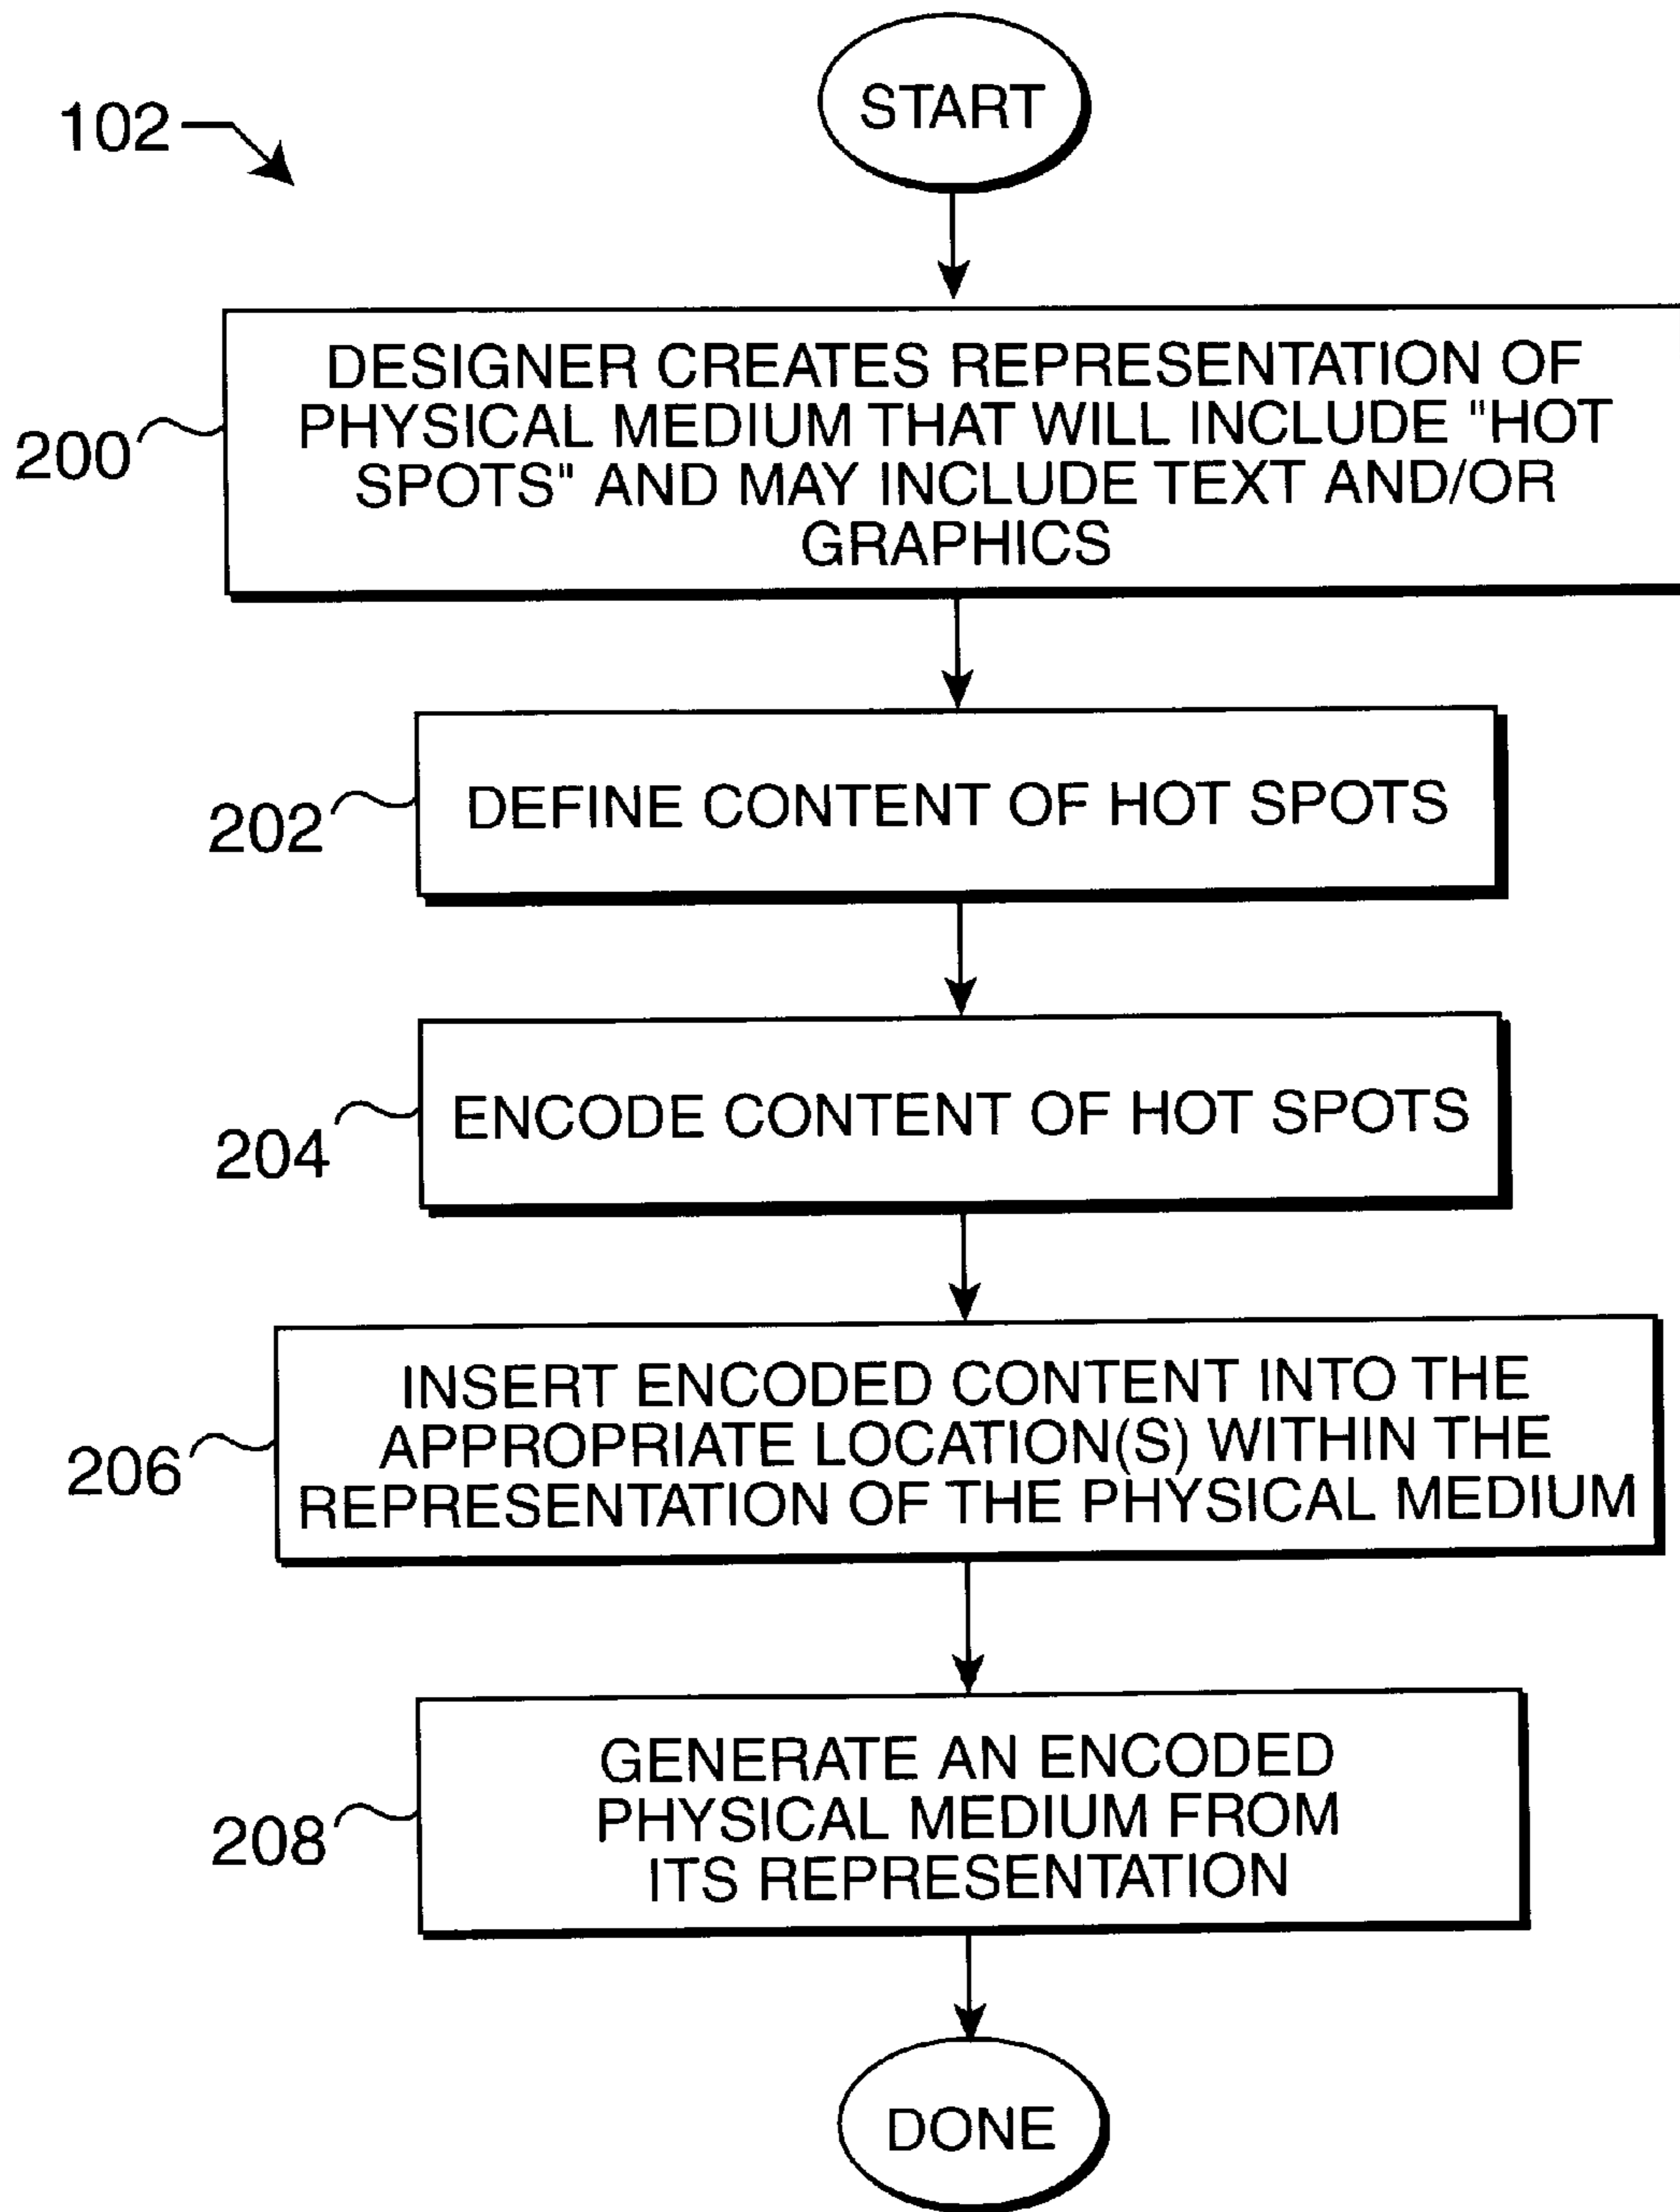 START
102
DESIGNER CREATES REPRESENTATION OF
PHYSICAL MEDIUM THAT WILL INCLUDE "HOT
SPOTS" AND MAY INCLUDE TEXT AND/OR
GRAPHICS
200
DEFINE CONTENT OF HOT SPOTS
202
ENCODE CONTENT OF HOT SPOTS
204
INSERT ENCODED CONTENT INTO THE
APPROPRIATE LOCATION(S) WITHIN THE
REPRESENTATION OF THE PHYSICAL MEDIUM
206
GENERATE AN ENCODED
PHYSICAL MEDIUM FROM
ITS REPRESENTATION
208
DONE